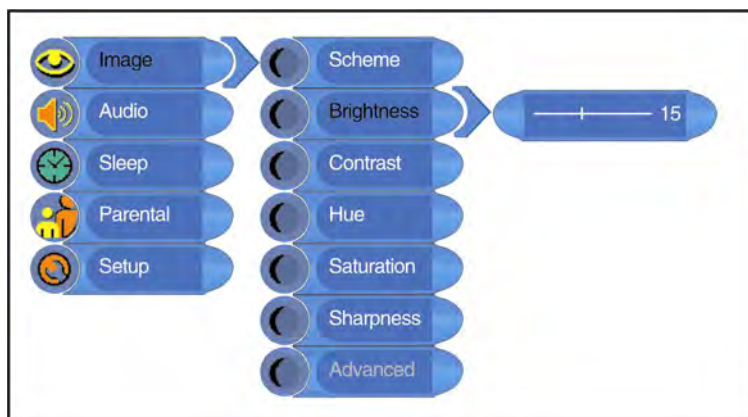 Image
Audio
Sleep
Parental
Setup
Scheme
Brightness
Contrast
Hue
Saturation
Sharpness
Advanced
15